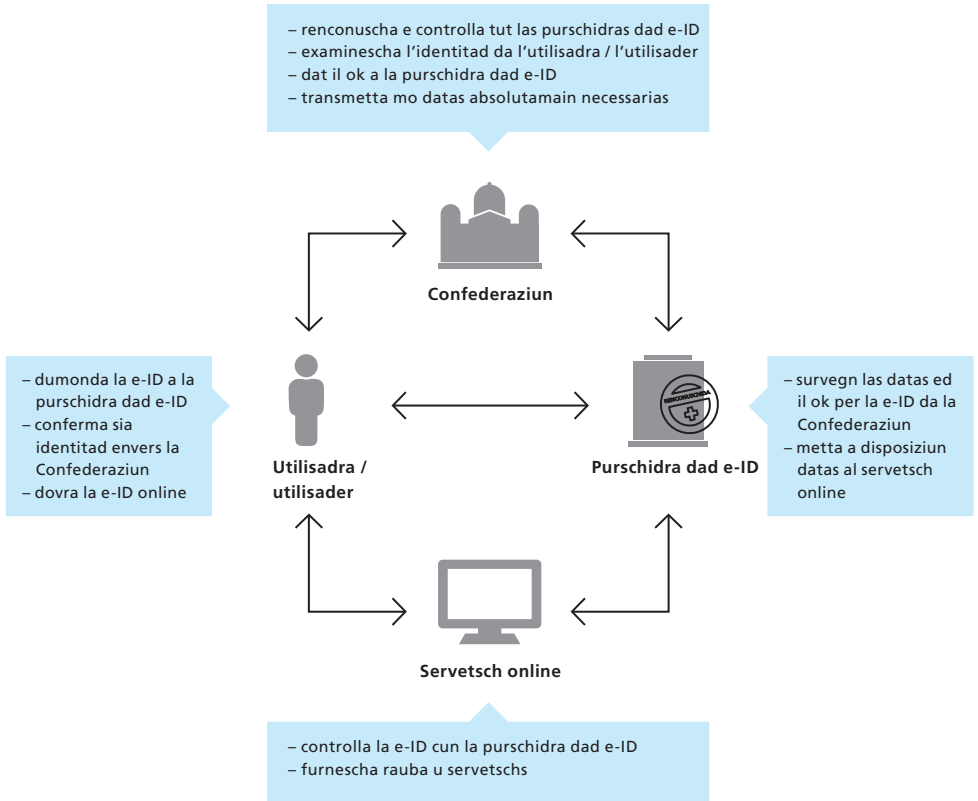 – renconuscha e controlla tut las purschidras dad e-ID
– examinescha l’identitad da l’utilisadra / l’utilisader
– dat il ok a la purschidra dad e-ID
– transmetta mo datas absolutamain necessarias
Confederaziun
– dumonda la e-ID a la
purschidra dad e-ID
– conferma sia
identitad envers la
Confederaziun
– dovra la e-ID online
Utilisadra /
utilisader
RENCONUSCHIDA
Purschidra dad e-ID
– survegn las datas ed
il ok per la e-ID da la
Confederaziun
– metta a disposiziun
datas al servetsch
online
Servetsch online
– controlla la e-ID cun la purschidra dad e-ID
– furnescha rauba u servetschs